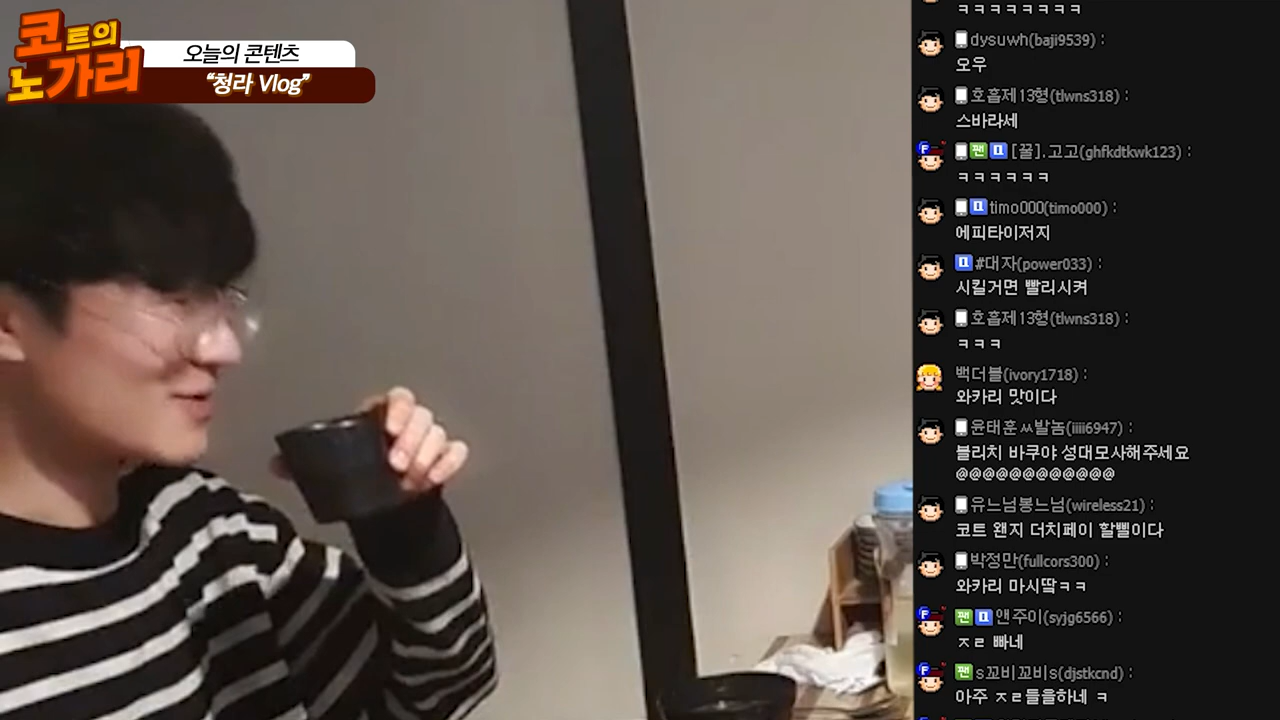 코트의
노가리
오늘의 콘텐츠
“청라 Vlog”
ㅋㅋㅋㅋㅋㅋㅋㅋ
dysuwh(baji9539) :
오우
호흡제13형(tlwns318) :
스바라세
팬 [꿀].고고(ghfkdtkwk123) :
ㅋㅋㅋㅋㅋㅋ
timo000(timo000) :
에피타이저지
#대자(power033) :
시킬거면 빨리시켜
호흡제13형(tlwns318) :
ㅋㅋㅋ
백더블(ivory1718) :
와카리 맛이다
윤태훈ㅆ발놈(iiii6947) :
블리치 바쿠야 성대모사해주세요
@@@@@@@@@@@@
유느님봉느님(wireless21) :
코트 왠지 더치페이 할삘이다
박정만(fullcors300) :
와카리 마시땈ㅋㅋ
팬 앤주이(syjg6566) :
ㅈㄹ 빠네
팬 s꼬비꼬비s(djstkcnd) :
아주 ㅈㄹ들을하네 ㅋ